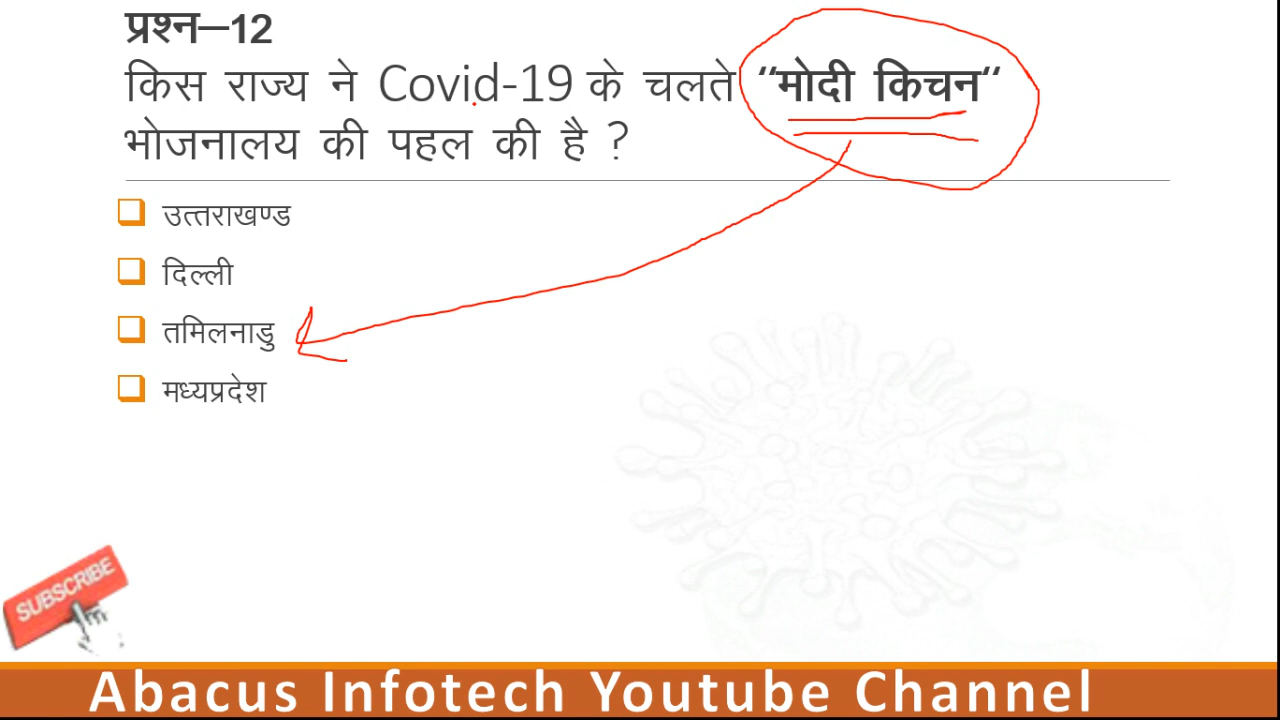 प्रश्न–12
किस राज्य ने Covid-19 के चलते “मोदी किचन“
भोजनालय की पहल की है ?
उत्तराखण्ड
दिल्ली
तमिलनाडु
मध्यप्रदेश
SUBSCRIBE
Abacus Infotech Youtube Channel